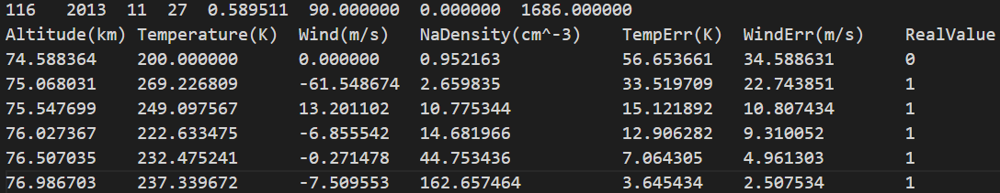 116 2013 11 27 0.589511 90.000000 0.000000 1686.000000
Altitude(km) Temperature(K) Wind(m/s) NaDensity(cm^-3) TempErr(K) WindErr(m/s) RealValue
74.588364 200.000000 0.000000 0.952163 56.653661 34.588631 0
75.068031 269.226809 -61.548674 2.659835 33.519709 22.743851 1
75.547699 249.097567 13.201102 10.775344 15.121892 10.807434 1
76.027367 222.633475 -6.855542 14.681966 12.906282 9.310052 1
76.507035 232.475241 -0.271478 44.753436 7.064305 4.961303 1
76.986703 237.339672 -7.509553 162.657464 3.645434 2.507534 1